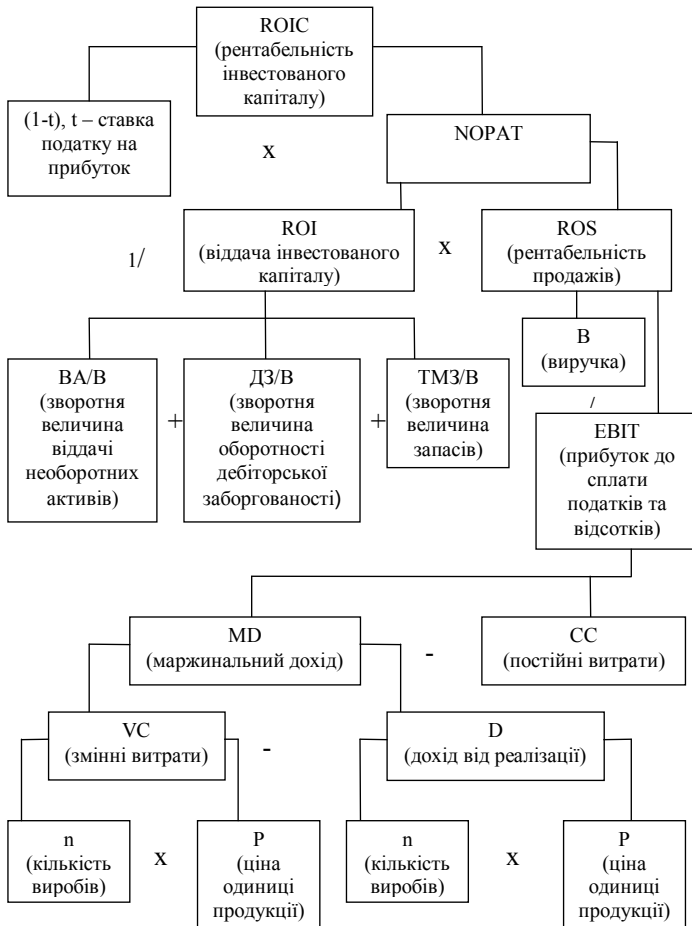 ROIC
(рентабельність
інвестованого
капіталу)
(1-t), t – ставка
податку на
прибуток
x
NOPAT
1/
ROI
(віддача інвестованого
капіталу)
x
ROS
(рентабельність
продажів)
В
(виручка)
/
ВА/В
(зворотня
величина
віддачі
необоротних
активів)
+
ДЗ/В
(зворотня
величина
оборотності
дебіторської
заборгованості)
+
ТМЗ/В
(зворотня
величина
запасів)
EBIT
(прибуток до
сплати
податків та
відсотків)
MD
(маржинальний дохід)
-
CC
(постійні витрати)
VC
(змінні витрати)
-
D
(дохід від реалізації)
n
(кількість
виробів)
x
P
(ціна
одиниці
продукції)
n
(кількість
виробів)
x
P
(ціна
одиниці
продукції)